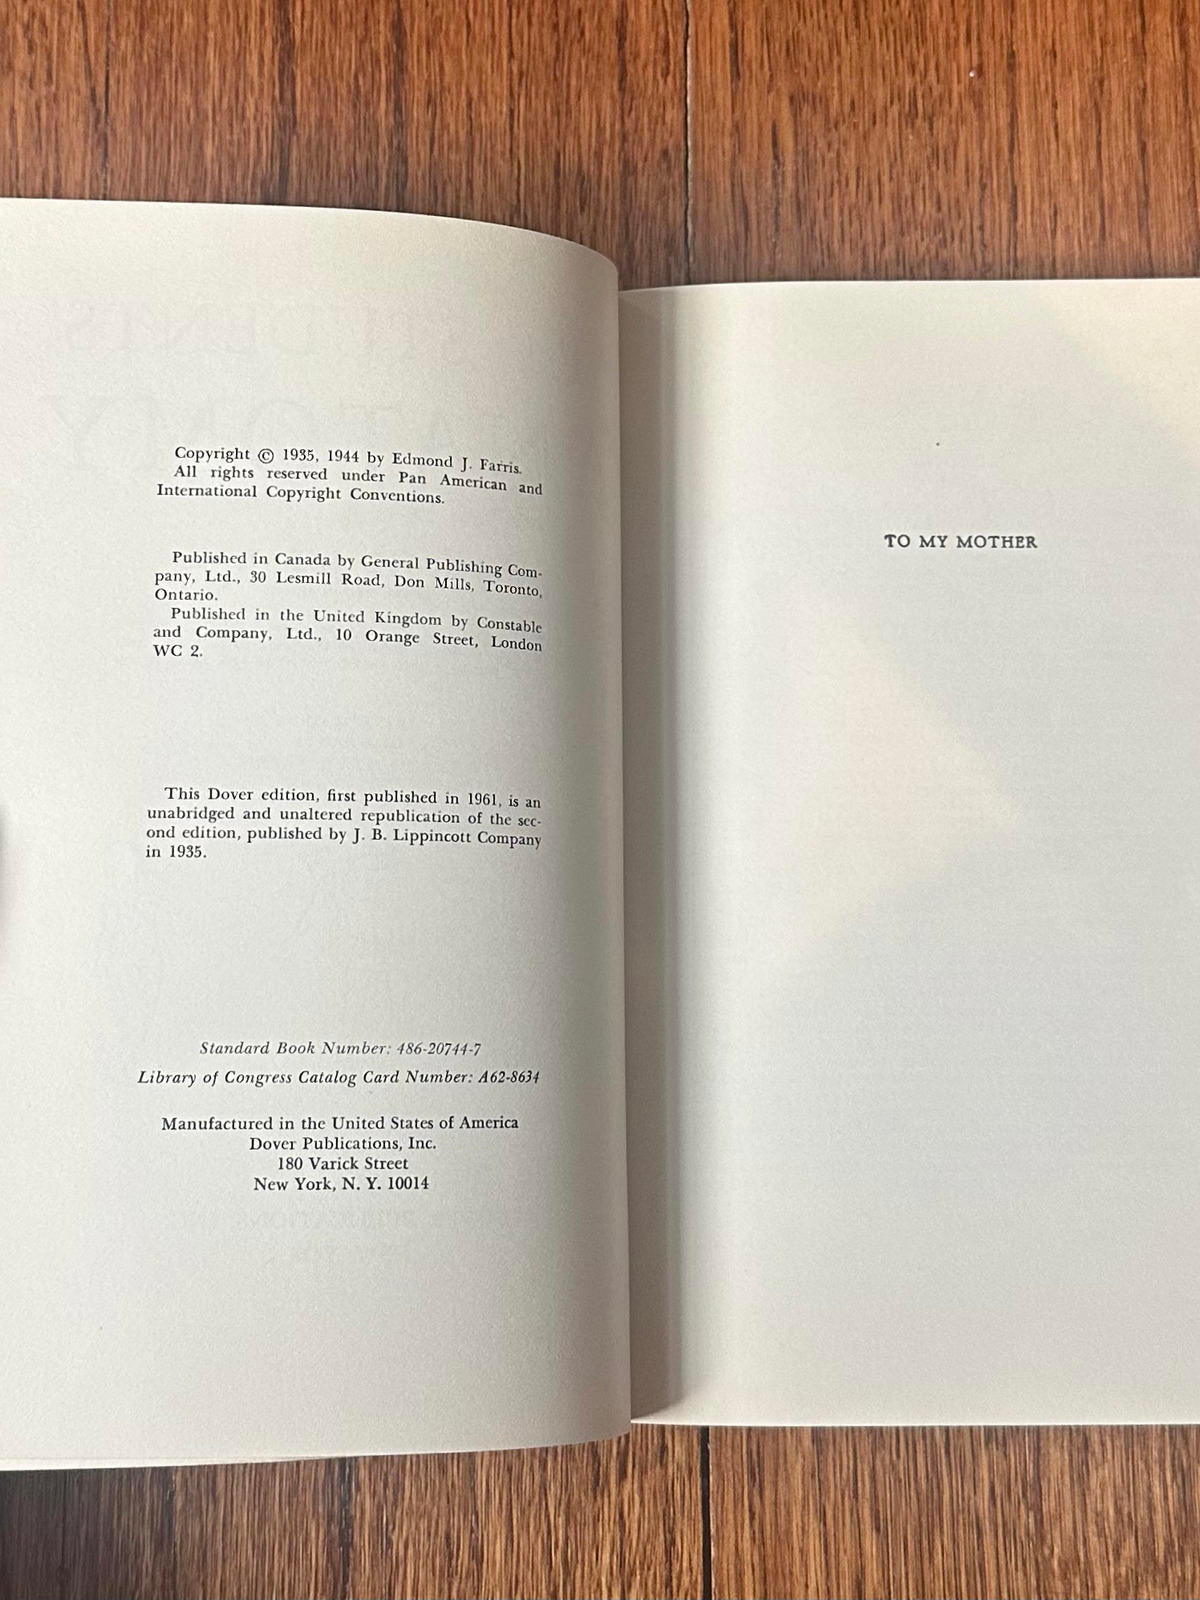 Copyright © 1935, 1944 by Edmond J. Farris.
All rights reserved under Pan American and
International Copyright Conventions.
Published in Canada by General Publishing Com-
pany, Ltd., 30 Lesmill Road, Don Mills, Toronto,
Ontario.
Published in the United Kingdom by Constable
and Company, Ltd., 10 Orange Street, London
WC 2.
This Dover edition, first published in 1961, is an
unabridged and unaltered republication of the sec-
ond edition, published by J. B. Lippincott Company
in 1935.
Standard Book Number: 486-20744-7
Library of Congress Catalog Card Number: A62-8634
Manufactured in the United States of America
Dover Publications, Inc.
180 Varick Street
New York, N. Y. 10014
TO MY MOTHER